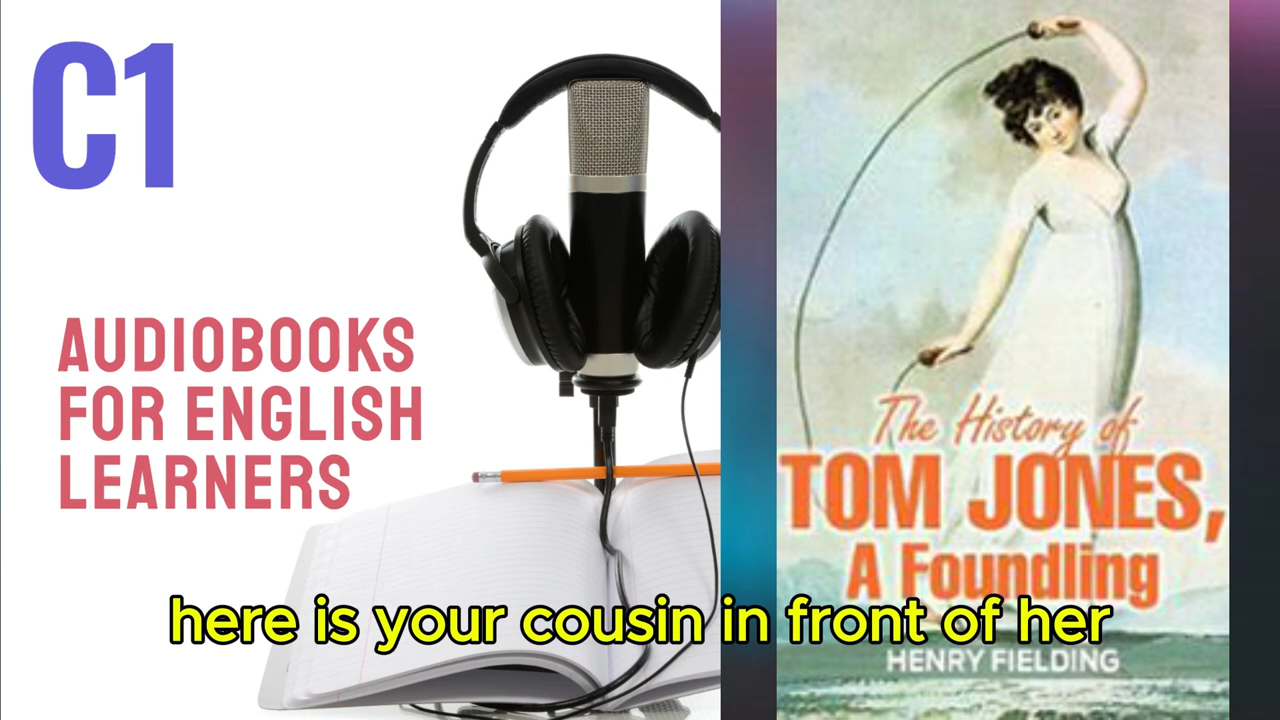 C1
AUDIOBOOKS
FOR ENGLISH
LEARNERS
The History of
TOM JONES,
A Foundling
here is your cousin in front of her
HENRY FIELDING